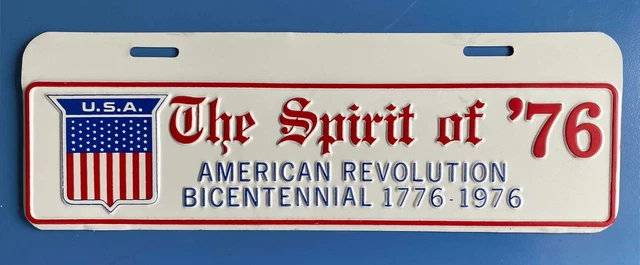 U.S.A.
The Spirit of '76
AMERICAN REVOLUTION
BICENTENNIAL 1776-1976